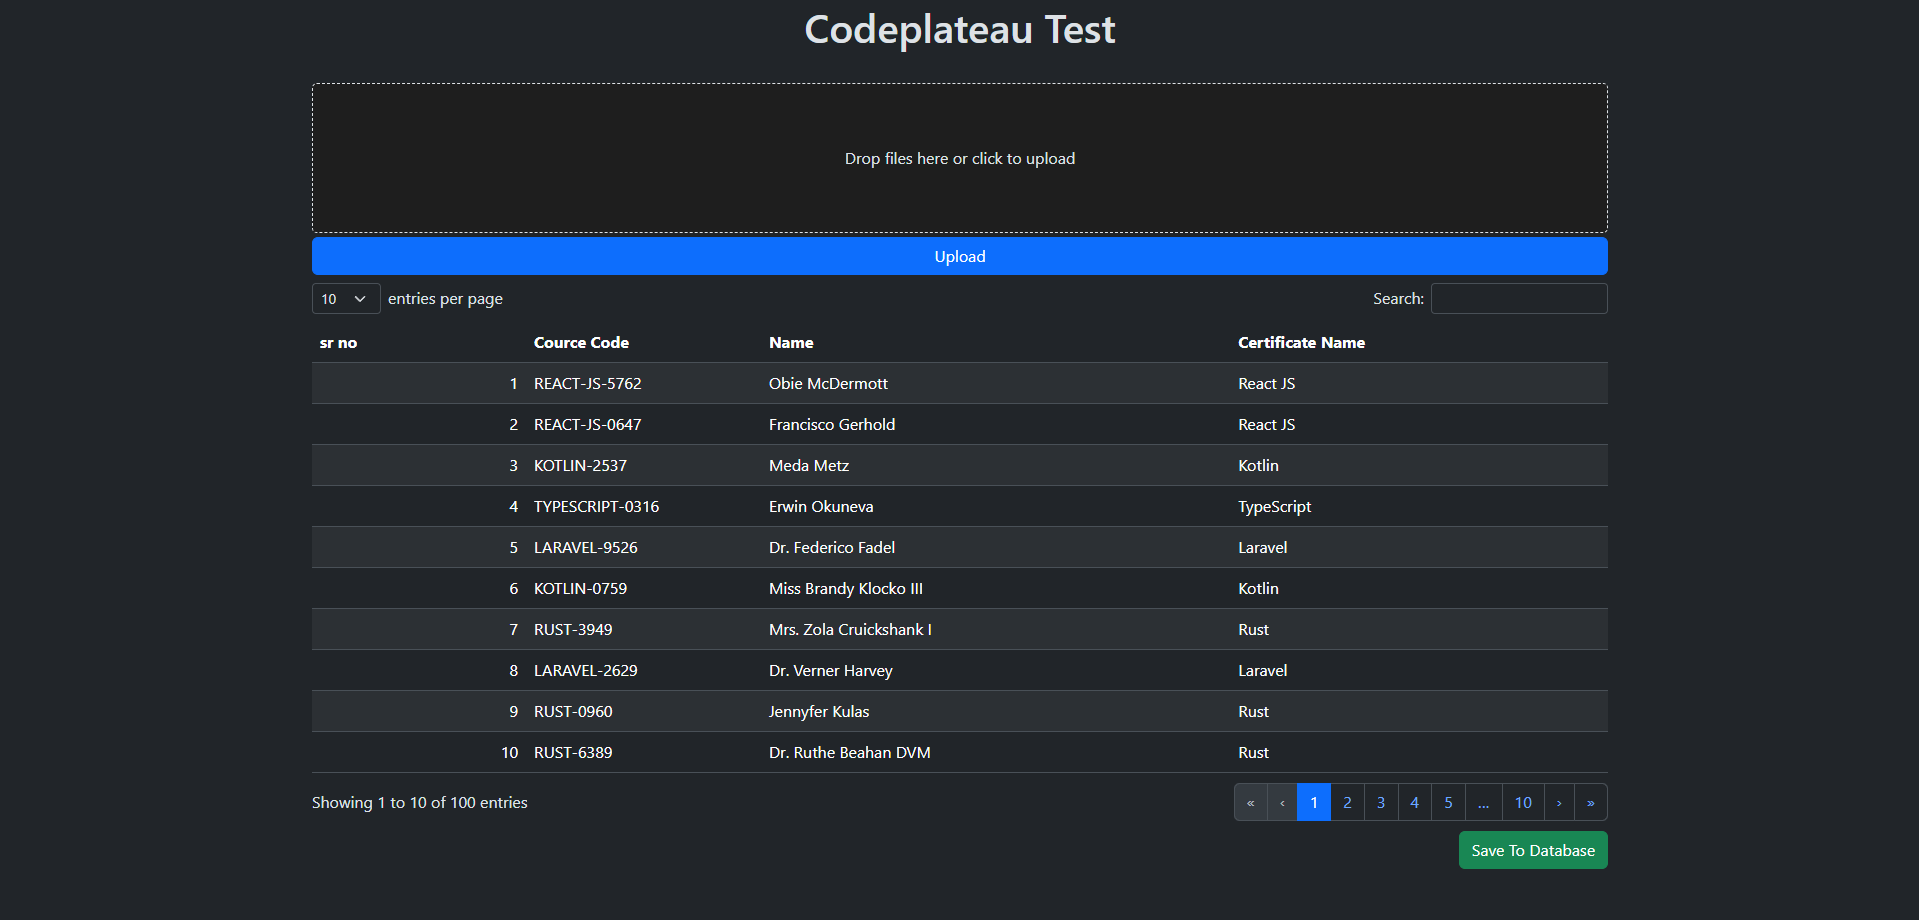 Codeplateau Test
Drop files here or click to upload
Upload
10 entries per page Search:
sr no Cource Code Name Certificate Name
1 REACT-JS-5762 Obie McDermott React JS
2 REACT-JS-0647 Francisco Gerhold React JS
3 KOTLIN-2537 Meda Metz Kotlin
4 TYPESCRIPT-0316 Erwin Okuneva TypeScript
5 LARAVEL-9526 Dr. Federico Fadel Laravel
6 KOTLIN-0759 Miss Brandy Klocko III Kotlin
7 RUST-3949 Mrs. Zola Cruickshank I Rust
8 LARAVEL-2629 Dr. Verner Harvey Laravel
9 RUST-0960 Jennyfer Kulas Rust
10 RUST-6389 Dr. Ruthe Beahan DVM Rust
Showing 1 to 10 of 100 entries « ‹ 1 2 3 4 5 … 10 › »
Save To Database